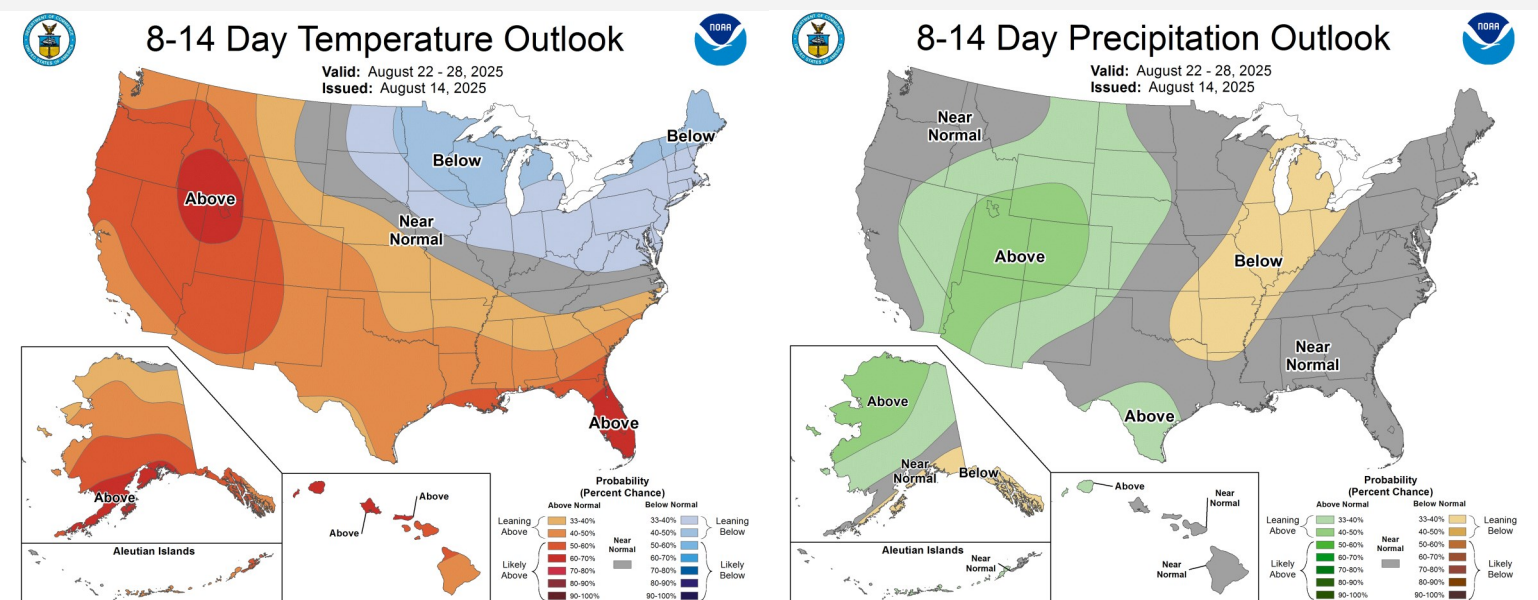 8-14 Day Temperature Outlook
NOAA
Valid: August 22 - 28, 2025
Issued: August 14, 2025
Above
Near
Normal
Below
Below
Above
Above
Above
Above
Aleutian Islands
Probability
(Percent Chance)
Above Normal
Below Normal
Leaning
Above
33-40%
40-50%
Likely
Above
50-60%
60-70%
70-80%
80-90%
90-100%
Near
Normal
33-40%
40-50%
Leaning
Below
50-60%
60-70%
70-80%
80-90%
90-100%
Likely
Below
8-14 Day Precipitation Outlook
NOAA
Valid: August 22 - 28, 2025
Issued: August 14, 2025
Near
Normal
Above
Below
Near
Normal
Above
Above
Near
Normal
Below
Above
Near
Normal
Near
Normal
Aleutian Islands
Near
Normal
Probability
(Percent Chance)
Above Normal
Below Normal
Leaning
Above
33-40%
40-50%
Likely
Above
50-60%
60-70%
70-80%
80-90%
90-100%
Near
Normal
33-40%
40-50%
Leaning
Below
50-60%
60-70%
70-80%
80-90%
90-100%
Likely
Below